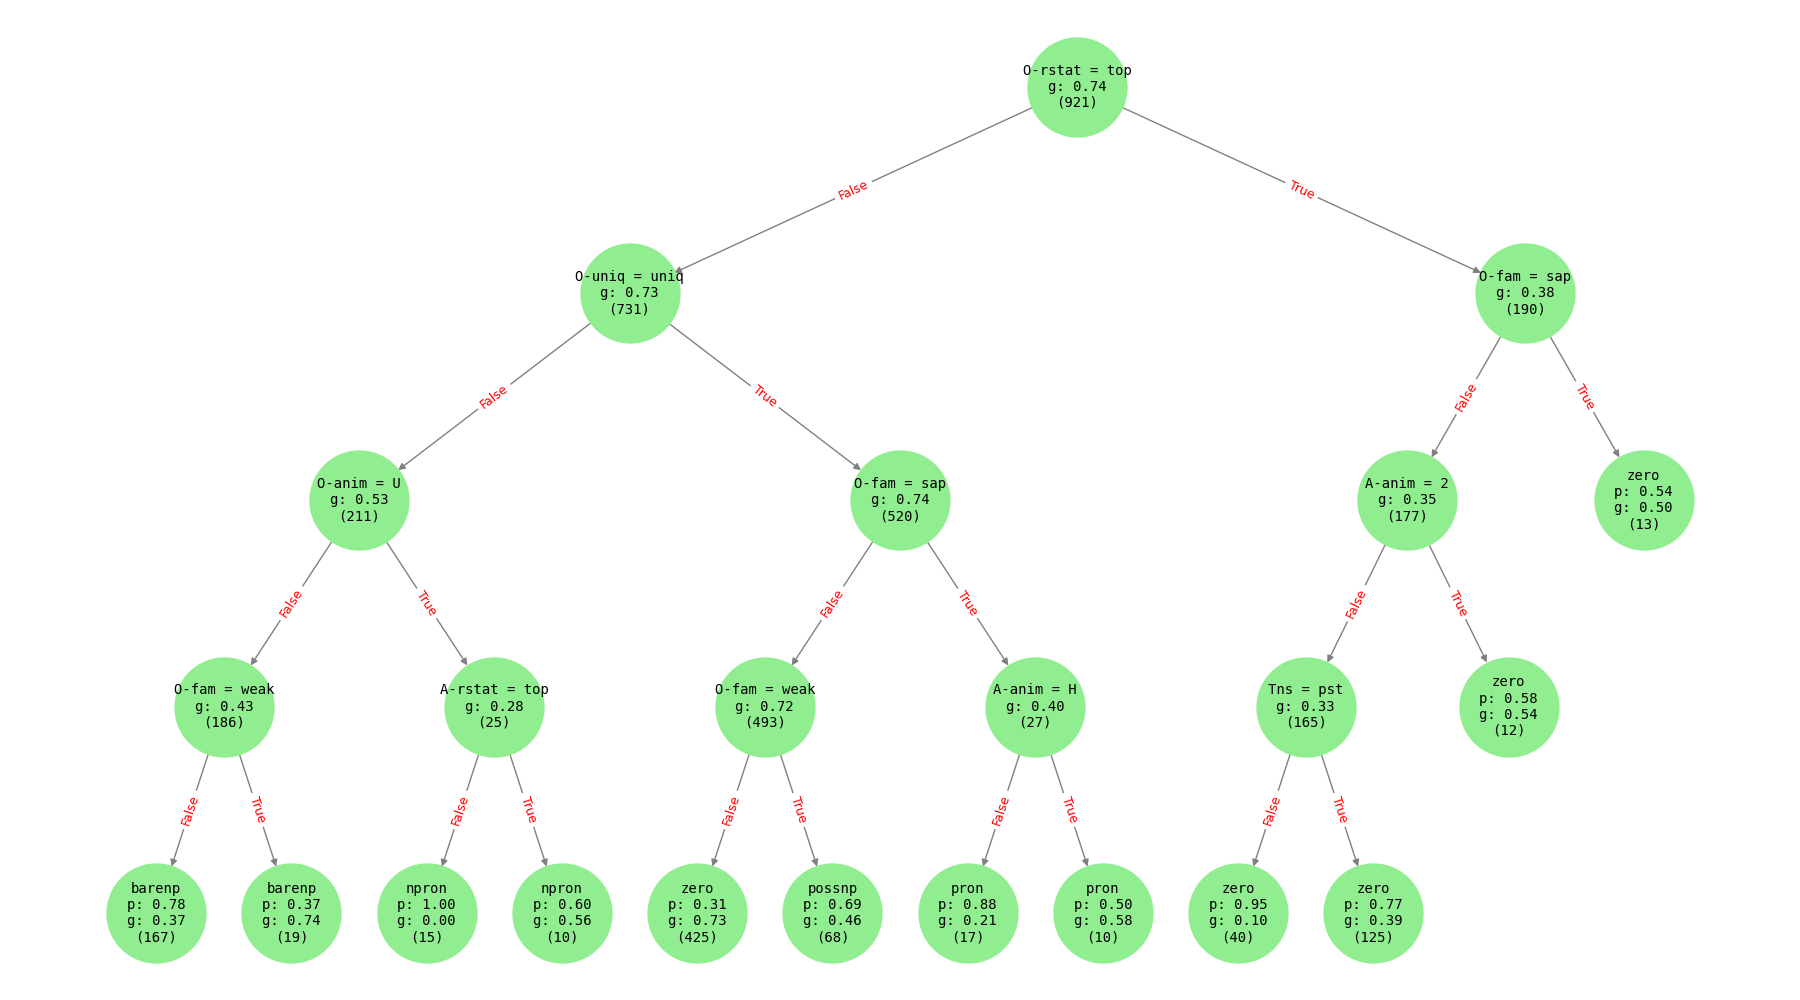 O-rstat = top
g: 0.74
(921)
False
True
O-uniq = uniq
g: 0.73
(731)
O-fam = sap
g: 0.38
(190)
False
True
False
True
O-anim = U
g: 0.53
(211)
O-fam = sap
g: 0.74
(520)
A-anim = 2
g: 0.35
(177)
zero
p: 0.54
g: 0.50
(13)
False
True
False
True
False
True
O-fam = weak
g: 0.43
(186)
A-rstat = top
g: 0.28
(25)
O-fam = weak
g: 0.72
(493)
A-anim = H
g: 0.40
(27)
Tns = pst
g: 0.33
(165)
zero
p: 0.58
g: 0.54
(12)
False
True
False
True
False
True
False
True
False
True
barenp
p: 0.78
g: 0.37
(167)
barenp
p: 0.37
g: 0.74
(19)
npron
p: 1.00
g: 0.00
(15)
npron
p: 0.60
g: 0.56
(10)
zero
p: 0.31
g: 0.73
(425)
possnp
p: 0.69
g: 0.46
(68)
pron
p: 0.88
g: 0.21
(17)
pron
p: 0.50
g: 0.58
(10)
zero
p: 0.95
g: 0.10
(40)
zero
p: 0.77
g: 0.39
(125)